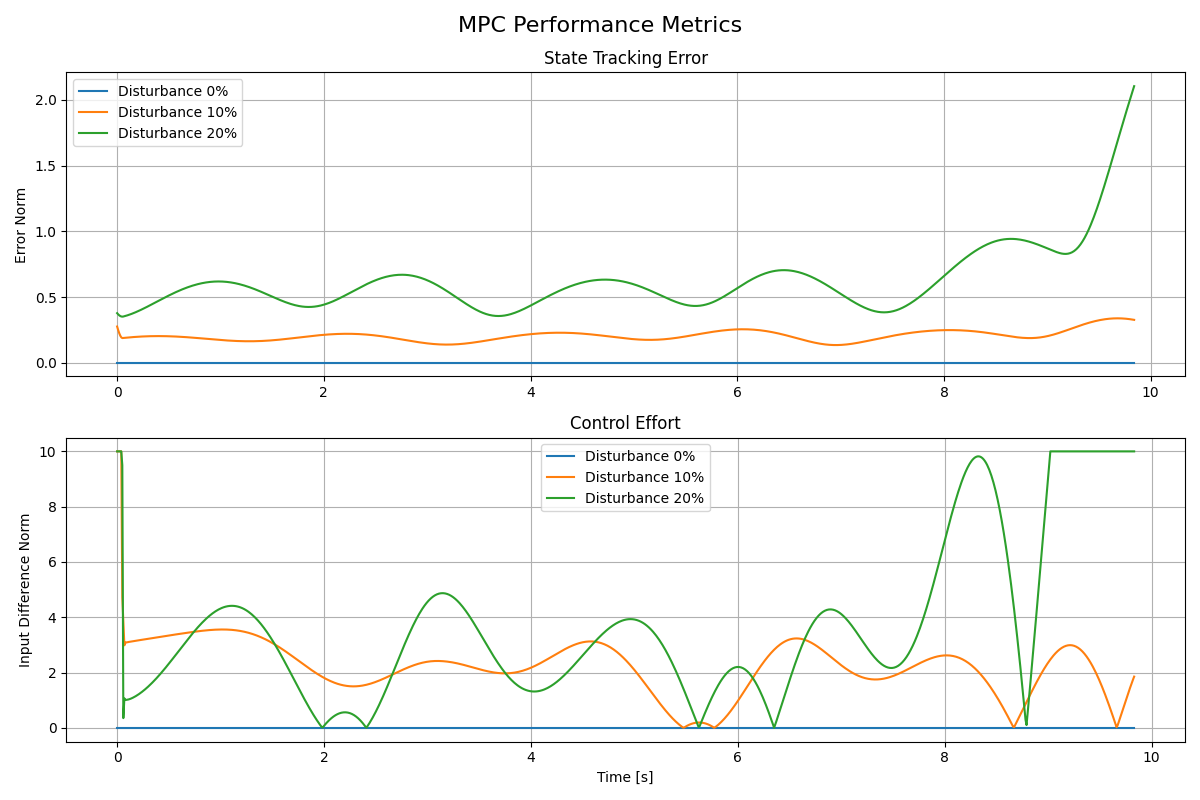 MPC Performance Metrics
State Tracking Error
Disturbance 0%
Disturbance 10%
Disturbance 20%
Error Norm
2.0
1.5
1.0
0.5
0.0
0 2 4 6 8 10
Control Effort
Disturbance 0%
Disturbance 10%
Disturbance 20%
Input Difference Norm
10
8
6
4
2
0
0 2 4 6 8 10
Time [s]